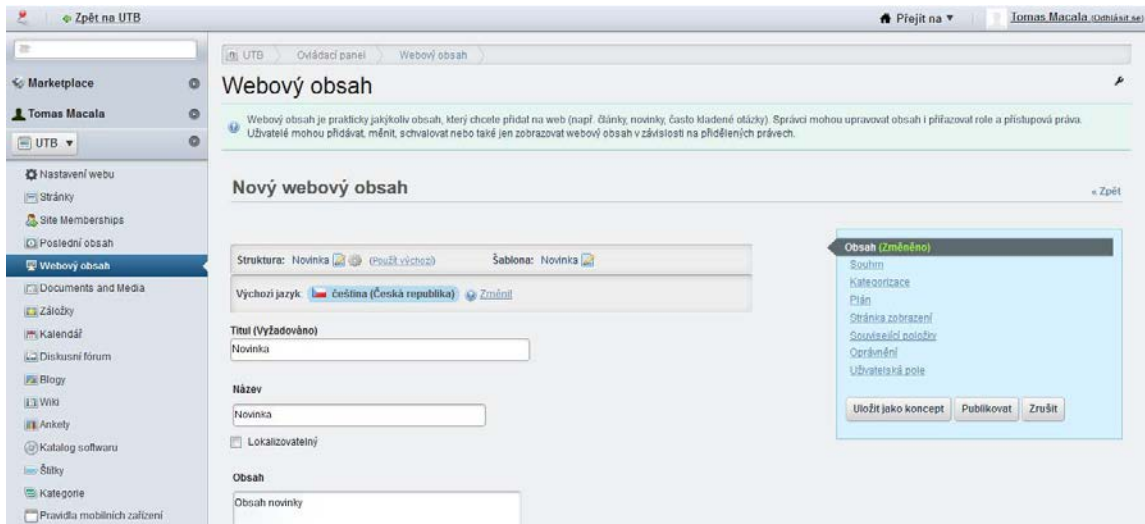 Zpět na UTB
Přejít na ▼ Tomas Macala (Odhlásit se)
Marketplace
Tomas Macala
UTB ▼
Nastavení webu
Stránky
Site Memberships
Poslední obsah
Webový obsah
Documents and Media
Záložky
Kalendář
Diskusní fórum
Blogy
Wiki
Ankety
Katalog softwaru
Štítky
Kategorie
Pravidla mobilních zařízení
UTB Ovládací panel Webový obsah
Webový obsah
Webový obsah je prakticky jakýkoliv obsah, který chcete přidat na web (např. články, novinky, často kladené otázky). Správci mohou upravovat obsah i přiřazovat role a přístupová práva.
Uživatelé mohou přidávat, měnit, schvalovat nebo také jen zobrazovat webový obsah v závislosti na přidělených právech.
Nový webový obsah
« Zpět
Struktura: Novinka (Použít výchozí) Šablona: Novinka
Výchozí jazyk: čeština (Česká republika) Změnit
Titul (Vyžadováno)
Novinka
Název
Novinka
Lokalizovatelný
Obsah
Obsah novinky
Obsah (Změněno)
Souhrn
Kategorizace
Plán
Stránka zobrazení
Související položky
Oprávnění
Uživatelská pole
Uložit jako koncept Publikovat Zrušit